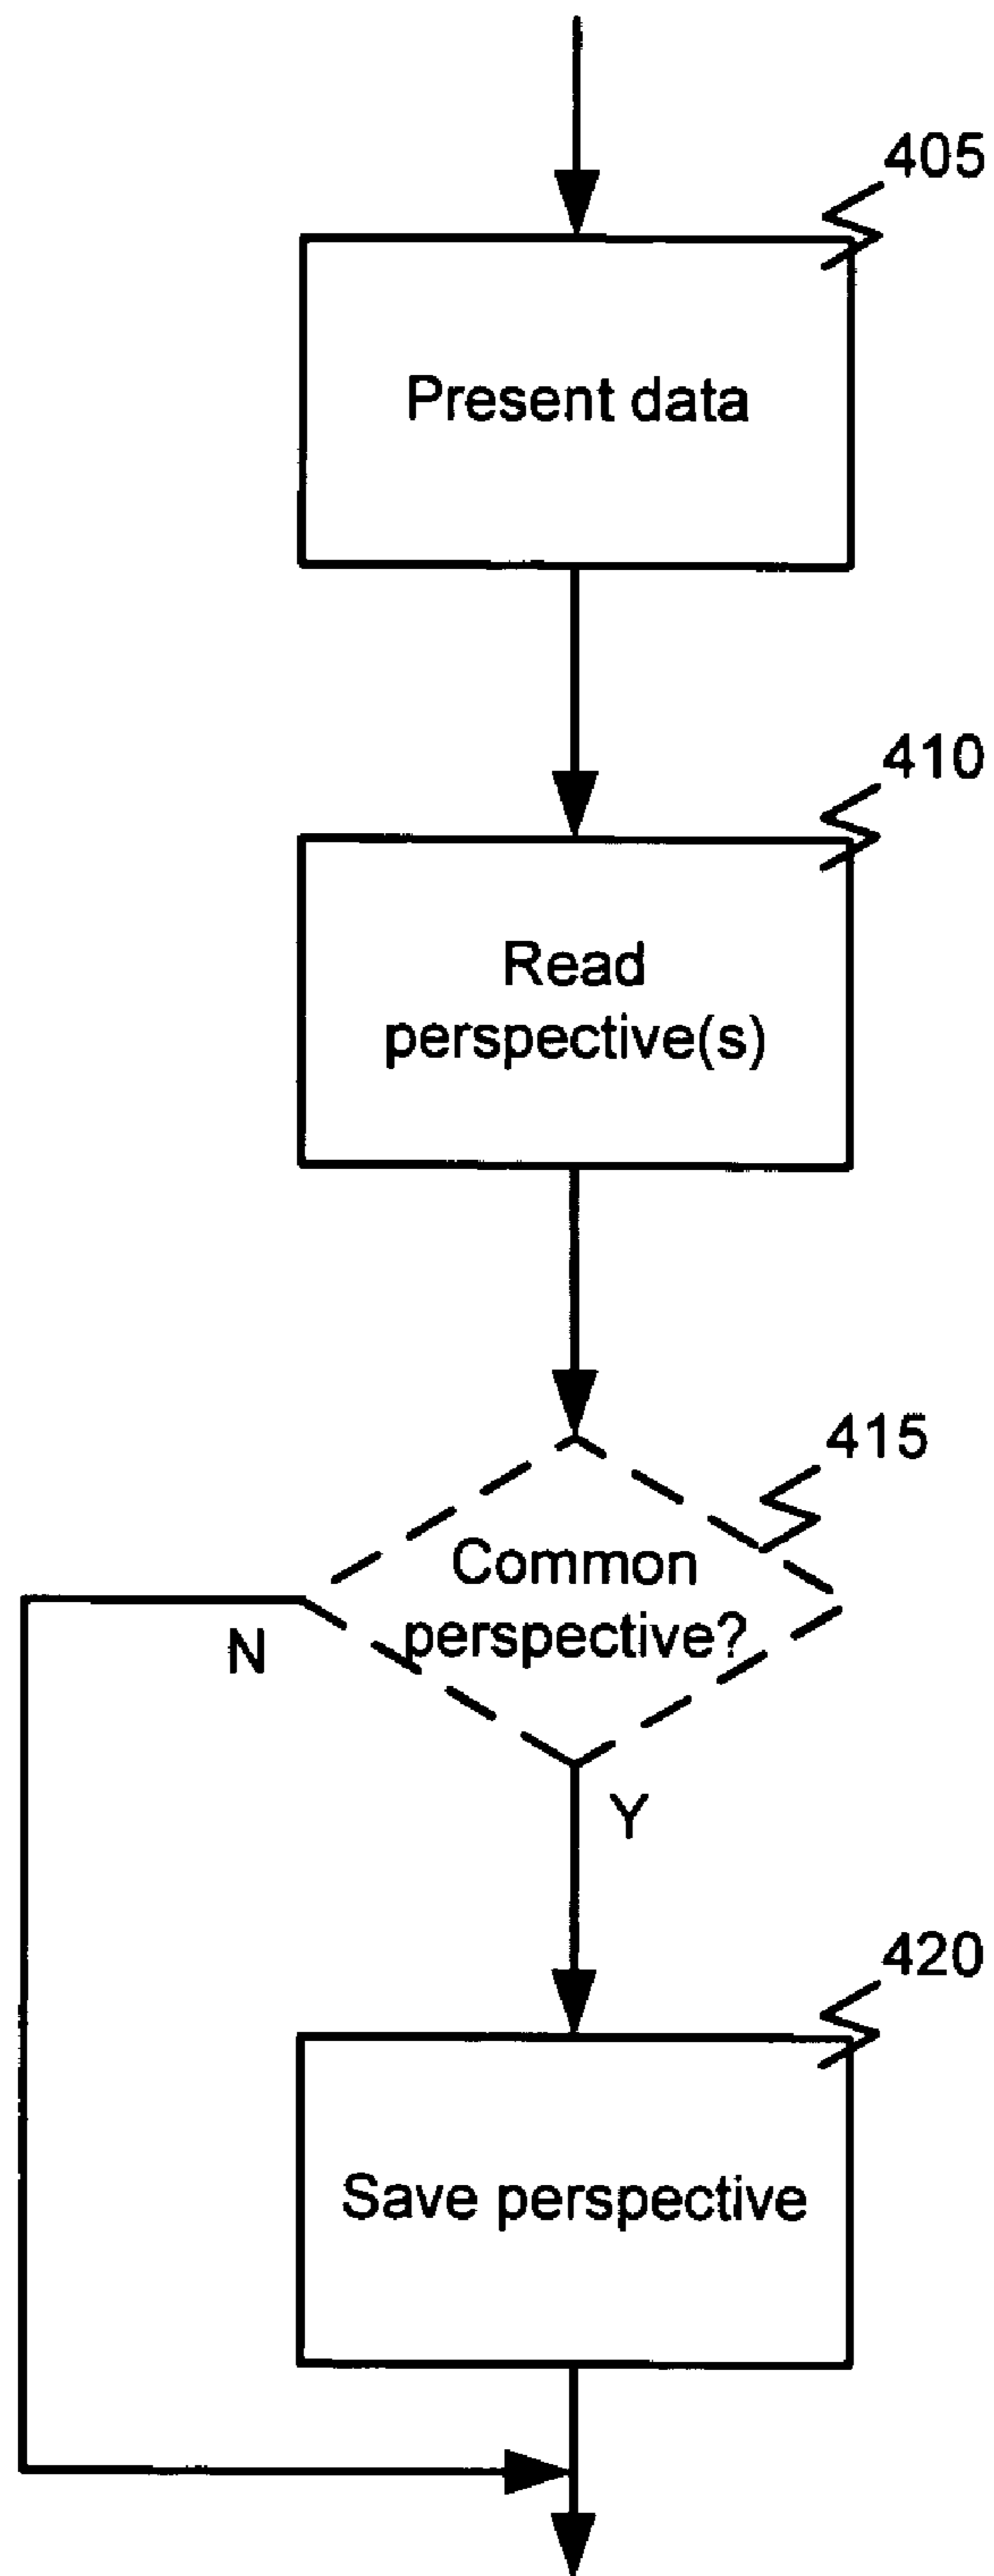 405
Present data
410
Read
perspective(s)
415
Common
perspective?
N
Y
420
Save perspective